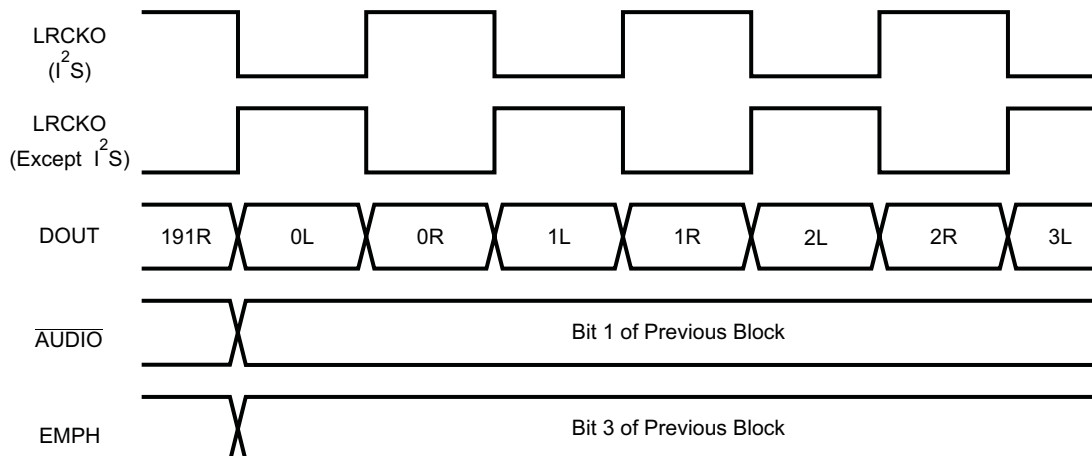 LRCKO
(I²S)
LRCKO
(Except I²S)
DOUT 191R 0L 0R 1L 1R 2L 2R 3L
AUDIO Bit 1 of Previous Block
EMPH Bit 3 of Previous Block